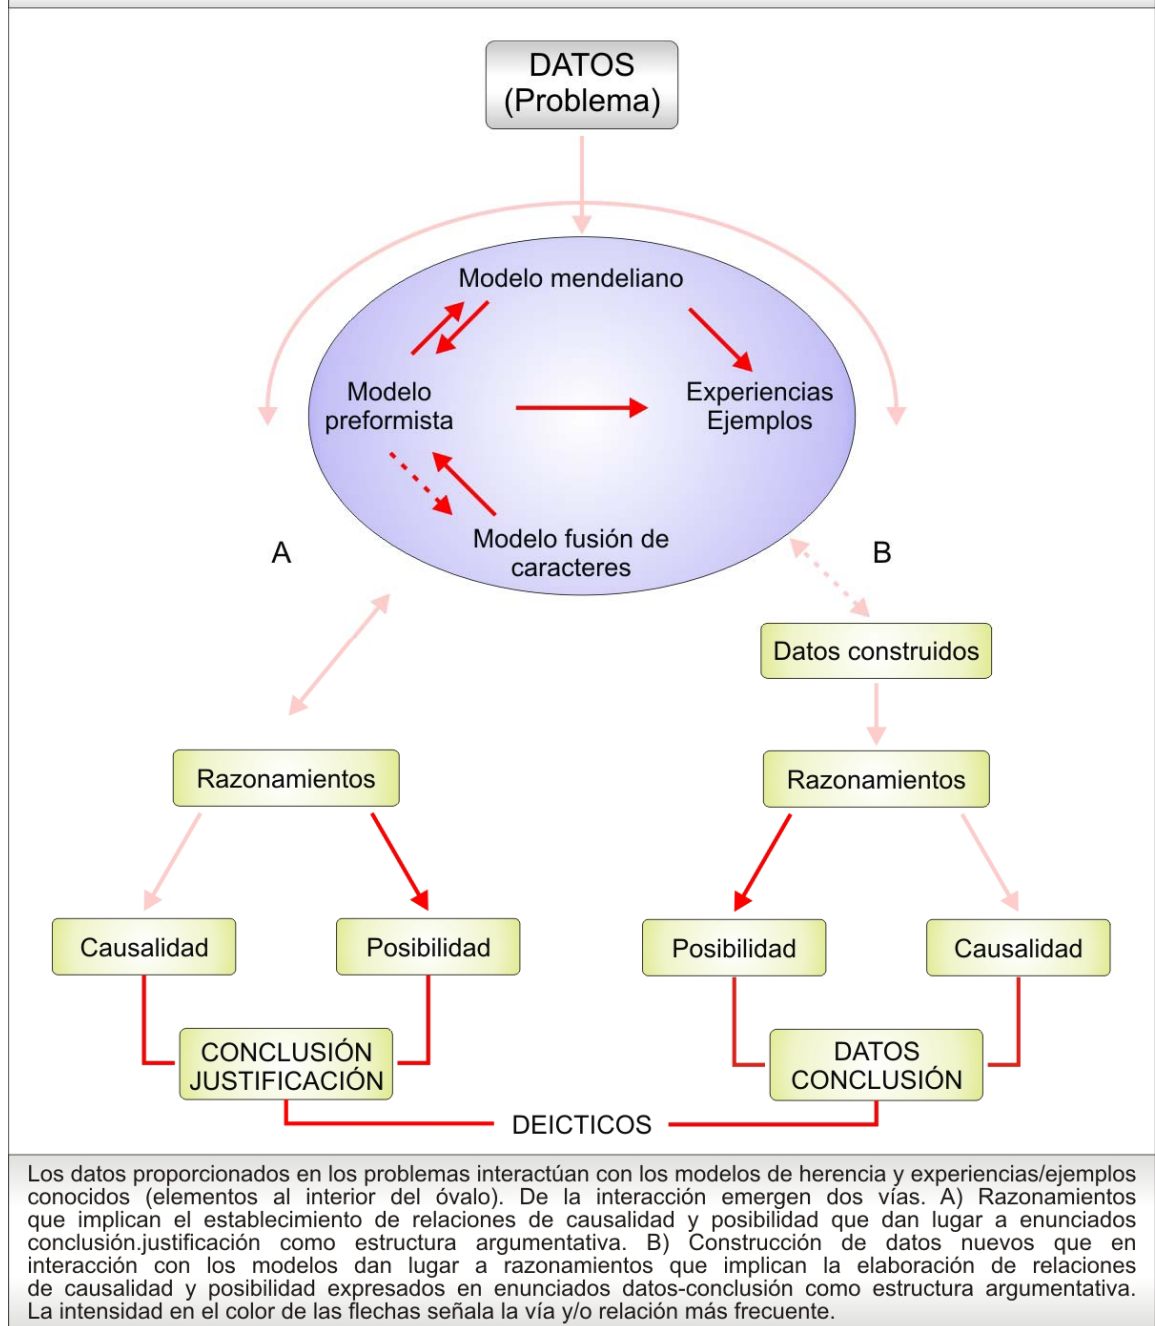 DATOS
(Problema)
Modelo mendeliano
Modelo
preformista
Experiencias
Ejemplos
Modelo fusión de
caracteres
A
B
Datos construidos
Razonamientos
Razonamientos
Causalidad
Posibilidad
Posibilidad
Causalidad
CONCLUSIÓN
JUSTIFICACIÓN
DATOS
CONCLUSIÓN
DEICTICOS
Los datos proporcionados en los problemas interactúan con los modelos de herencia y experiencias/ejemplos
conocidos (elementos al interior del óvalo). De la interacción emergen dos vías. A) Razonamientos
que implican el establecimiento de relaciones de causalidad y posibilidad que dan lugar a enunciados
conclusión.justificación como estructura argumentativa. B) Construcción de datos nuevos que en
interacción con los modelos dan lugar a razonamientos que implican la elaboración de relaciones
de causalidad y posibilidad expresados en enunciados datos-conclusión como estructura argumentativa.
La intensidad en el color de las flechas señala la vía y/o relación más frecuente.